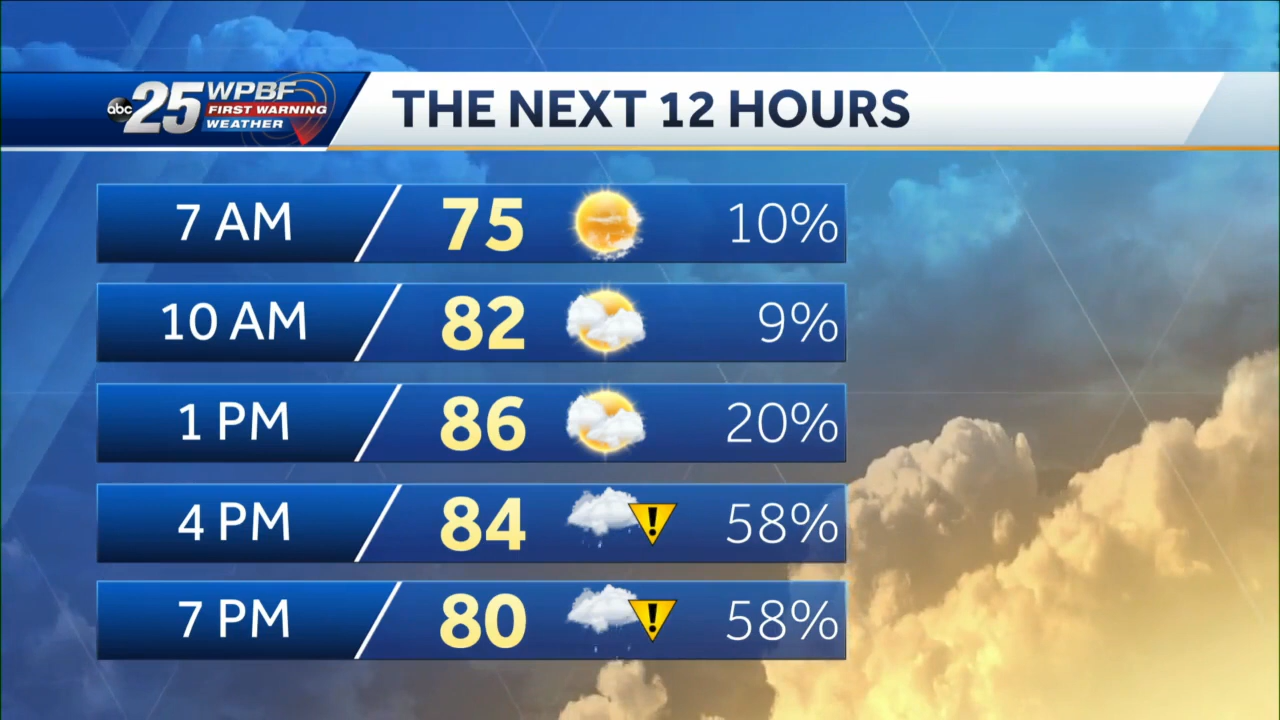 abc 25 WPBF
FIRST WARNING
WEATHER
THE NEXT 12 HOURS
7 AM 75 10%
10 AM 82 9%
1 PM 86 20%
4 PM 84 ! 58%
7 PM 80 ! 58%